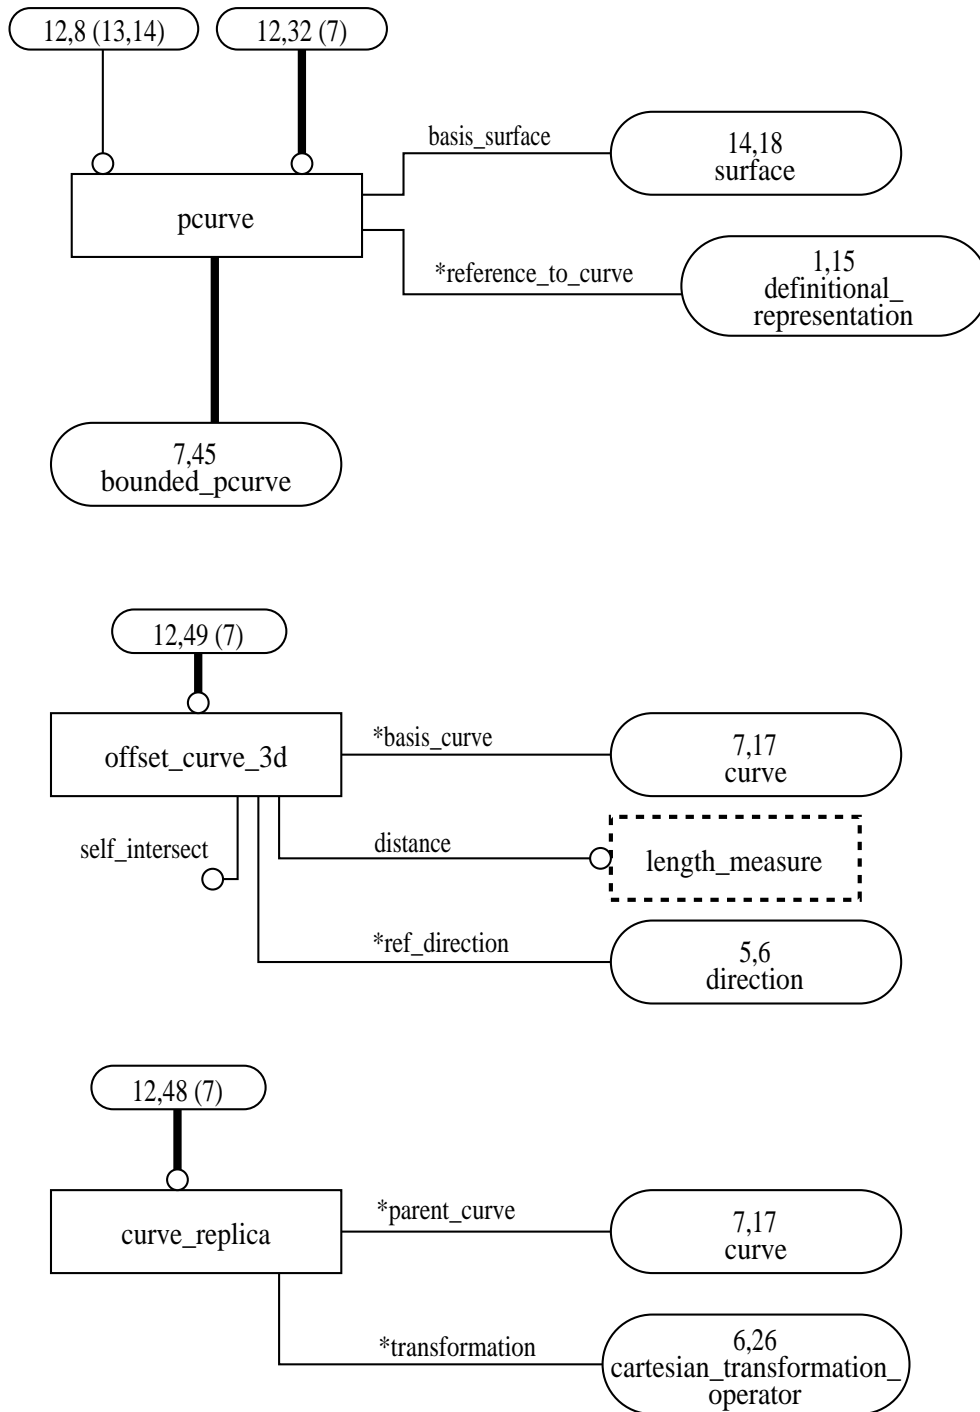 12,8 (13,14)
12,32 (7)
basis_surface
14,18
surface
pcurve
*reference_to_curve
1,15
definitional_
representation
7,45
bounded_pcurve
12,49 (7)
offset_curve_3d
*basis_curve
7,17
curve
self_intersect
distance
length_measure
*ref_direction
5,6
direction
12,48 (7)
curve_replica
*parent_curve
7,17
curve
*transformation
6,26
cartesian_transformation_
operator